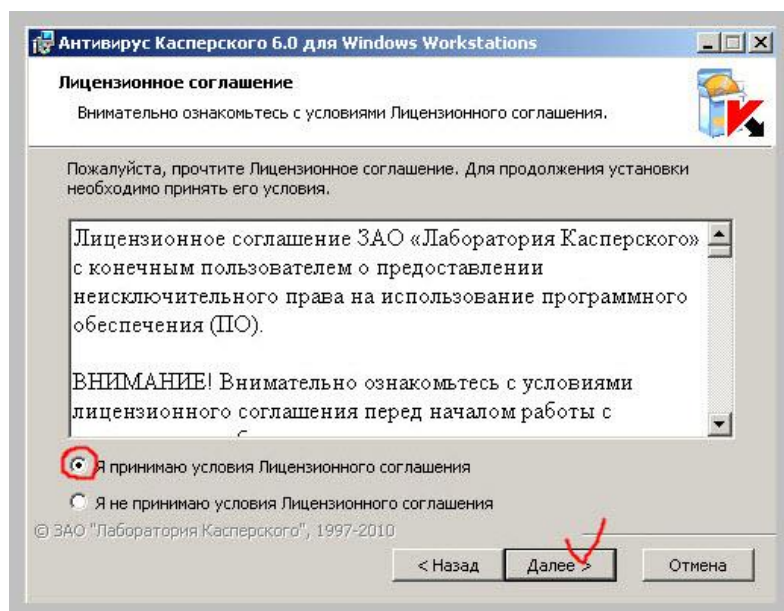 Антивирус Касперского 6.0 для Windows Workstations
Лицензионное соглашение
Внимательно ознакомьтесь с условиями Лицензионного соглашения.
Пожалуйста, прочтите Лицензионное соглашение. Для продолжения установки
необходимо принять его условия.
Лицензионное соглашение ЗАО «Лаборатория Касперского»
с конечным пользователем о предоставлении
неисключительного права на использование программного
обеспечения (ПО).
ВНИМАНИЕ! Внимательно ознакомьтесь с условиями
лицензионного соглашения перед началом работы с
Я принимаю условия Лицензионного соглашения
Я не принимаю условия Лицензионного соглашения
© ЗАО "Лаборатория Касперского", 1997-2010
< Назад Далее > Отмена